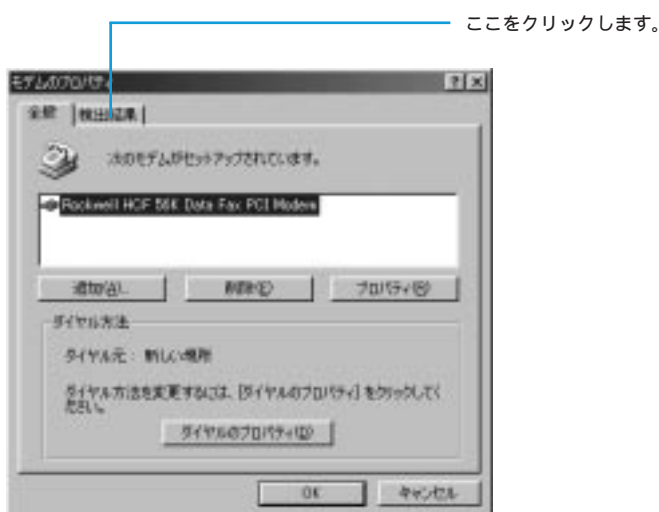 ここをクリックします。
モデムのプロパティ
全般 検出結果
次のモデムがセットアップされています。
Rockwell HCF 56K Data Fax PCI Modem
追加(A)... 削除(E) プロパティ(R)
ダイヤル方法
ダイヤル元： 新しい場所
ダイヤル方法を変更するには、[ダイヤルのプロパティ] をクリックしてく
ださい。
ダイヤルのプロパティ(D)
OK キャンセル